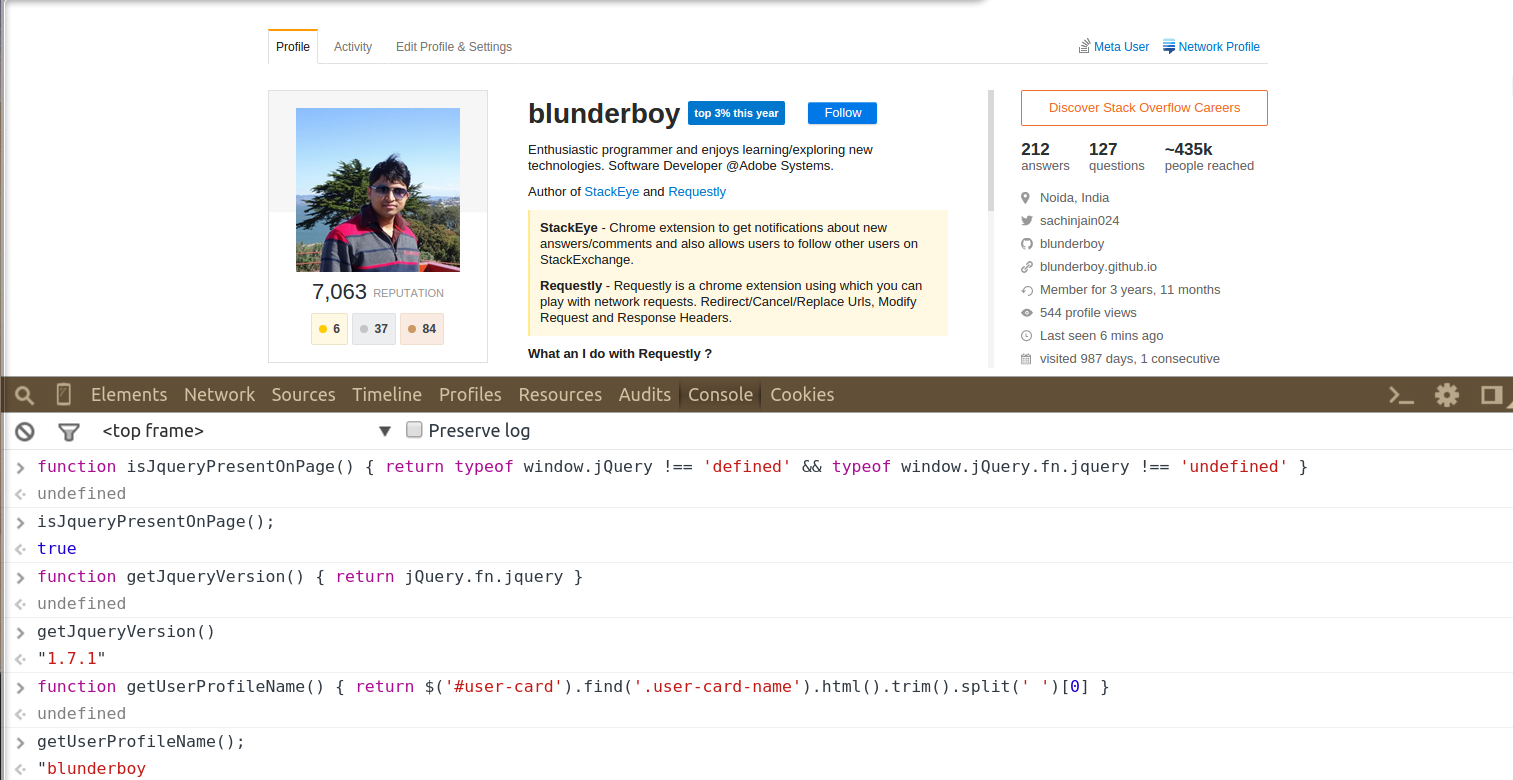 Profile Activity Edit Profile & Settings Meta User Network Profile
blunderboy top 3% this year Follow
Enthusiastic programmer and enjoys learning/exploring new
technologies. Software Developer @Adobe Systems.
Author of StackEye and Requestly
StackEye - Chrome extension to get notifications about new
answers/comments and also allows users to follow other users on
StackExchange.
Requestly - Requestly is a chrome extension using which you can
play with network requests. Redirect/Cancel/Replace Urls, Modify
Request and Response Headers.
What an I do with Requestly ?
7,063 REPUTATION
6 37 84
Discover Stack Overflow Careers
212 127 ~435k
answers questions people reached
Noida, India
sachinjain024
blunderboy
blunderboy.github.io
Member for 3 years, 11 months
544 profile views
Last seen 6 mins ago
visited 987 days, 1 consecutive
Elements Network Sources Timeline Profiles Resources Audits Console Cookies
<top frame> Preserve log
function isJqueryPresentOnPage() { return typeof window.jQuery !== 'defined' && typeof window.jQuery.fn.jquery !== 'undefined' }
undefined
isJqueryPresentOnPage();
true
function getJqueryVersion() { return jQuery.fn.jquery }
undefined
getJqueryVersion()
"1.7.1"
function getUserProfileName() { return $('#user-card').find('.user-card-name').html().trim().split(' ')[0] }
undefined
getUserProfileName();
"blunderboy